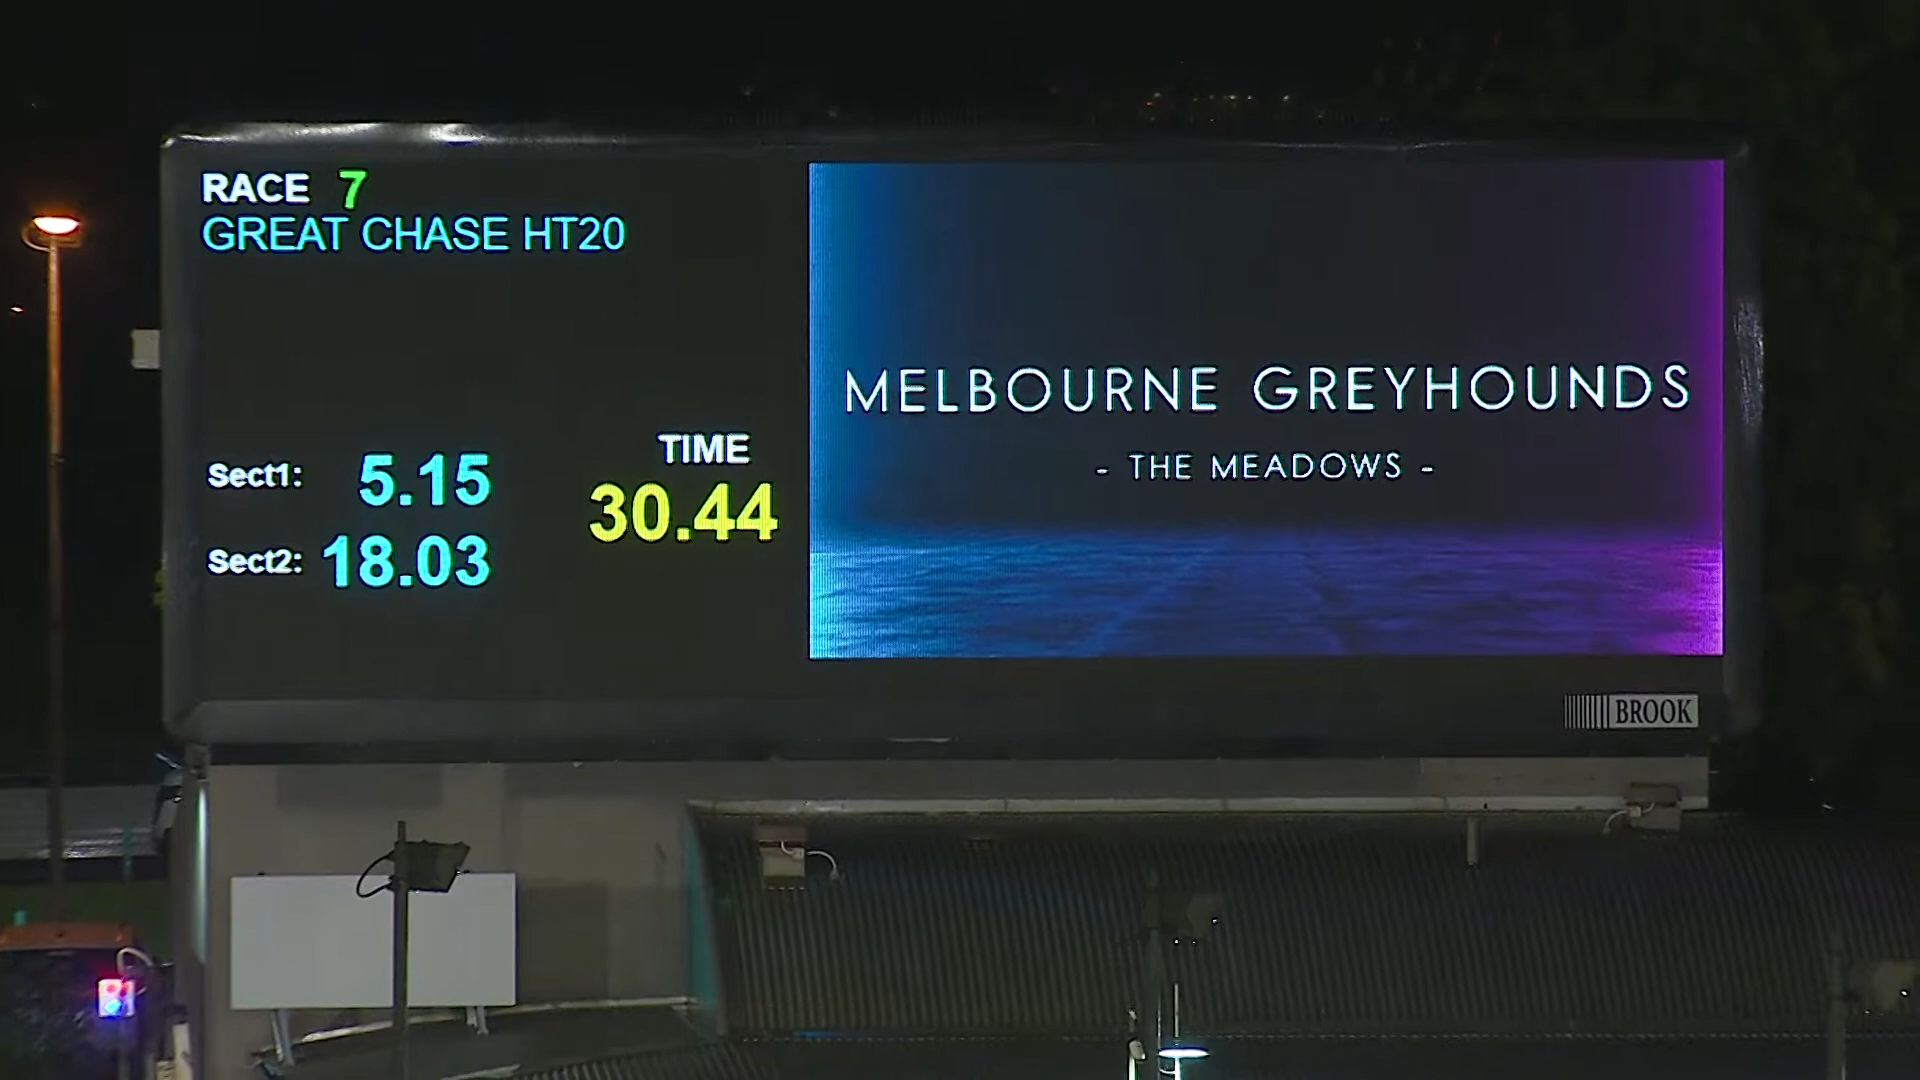 RACE 7
GREAT CHASE HT20
Sect1: 5.15
Sect2: 18.03
TIME
30.44
MELBOURNE GREYHOUNDS
- THE MEADOWS -
BROOK